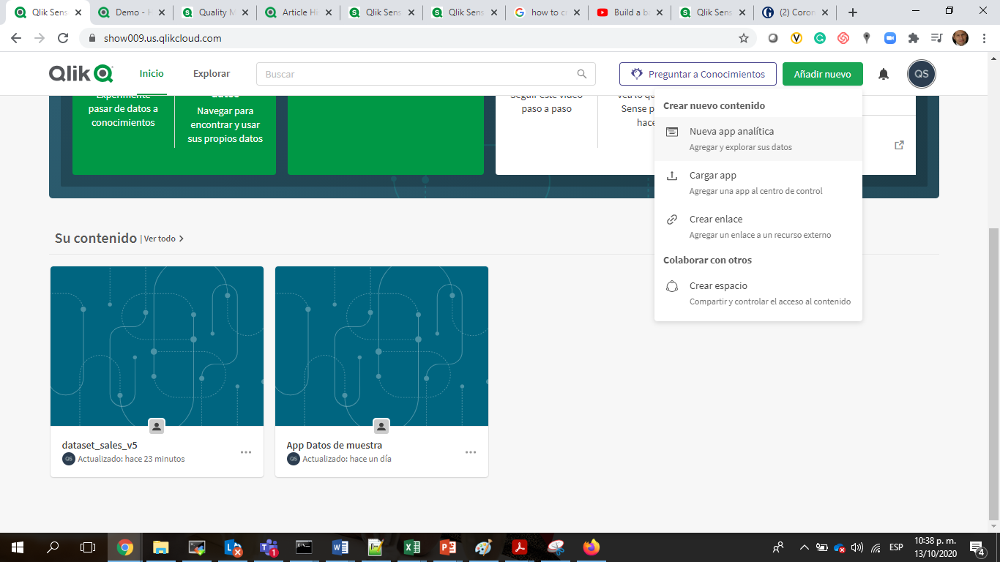 Qlik Sens
Demo - H
Quality M
Article Hi
Qlik Sens
Qlik Sens
how to cr
Build a ba
Qlik Sens
(2) Coron
show009.us.qlikcloud.com
Qlik
Inicio
Explorar
Buscar
Preguntar a Conocimientos
Añadir nuevo
QS
Experimente
pasar de datos a
conocimientos
datos
Navegar para
encontrar y usar
sus propios datos
Seguir este video
paso a paso
Vea lo qu
Sense p
hace
Crear nuevo contenido
Nueva app analítica
Agregar y explorar sus datos
Cargar app
Agregar una app al centro de control
Crear enlace
Agregar un enlace a un recurso externo
Colaborar con otros
Crear espacio
Compartir y controlar el acceso al contenido
Su contenido | Ver todo
dataset_sales_v5
QS Actualizado: hace 23 minutos
App Datos de muestra
QS Actualizado: hace un día
ESP
10:38 p. m.
13/10/2020
4
1